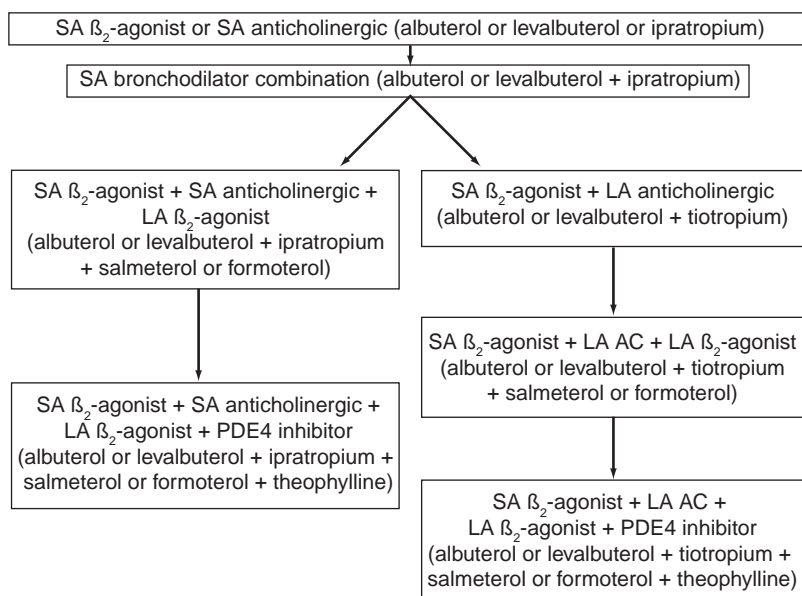 SA ß₂-agonist or SA anticholinergic (albuterol or levalbuterol or ipratropium)
SA bronchodilator combination (albuterol or levalbuterol + ipratropium)
SA ß₂-agonist + SA anticholinergic +
LA ß₂-agonist
(albuterol or levalbuterol + ipratropium
+ salmeterol or formoterol)
SA ß₂-agonist + SA anticholinergic +
LA ß₂-agonist + PDE4 inhibitor
(albuterol or levalbuterol + ipratropium +
salmeterol or formoterol + theophylline)
SA ß₂-agonist + LA anticholinergic
(albuterol or levalbuterol + tiotropium)
SA ß₂-agonist + LA AC + LA ß₂-agonist
(albuterol or levalbuterol + tiotropium
+ salmeterol or formoterol)
SA ß₂-agonist + LA AC +
LA ß₂-agonist + PDE4 inhibitor
(albuterol or levalbuterol + tiotropium +
salmeterol or formoterol + theophylline)